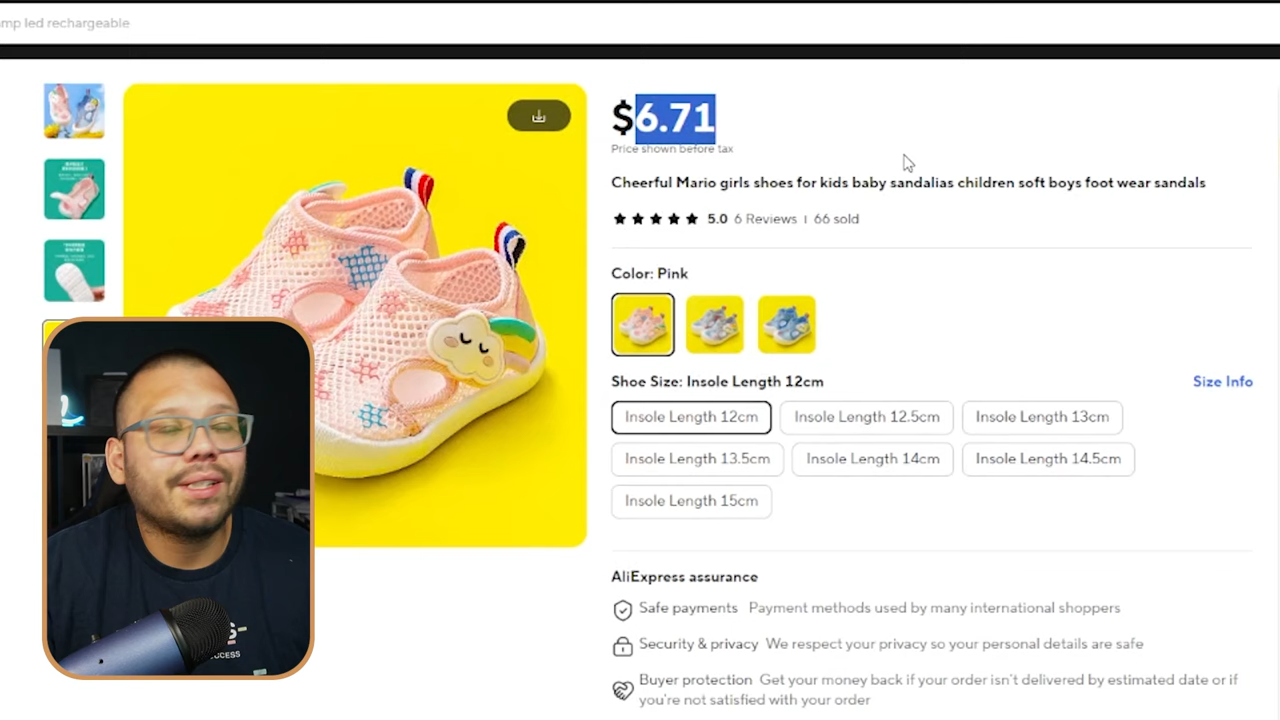 mp led rechargeable
$6.71
Price shown before tax
Cheerful Mario girls shoes for kids baby sandalias children soft boys foot wear sandals
5.0 6 Reviews | 66 sold
Color: Pink
Shoe Size: Insole Length 12cm Size Info
Insole Length 12cm Insole Length 12.5cm Insole Length 13cm
Insole Length 13.5cm Insole Length 14cm Insole Length 14.5cm
Insole Length 15cm
AliExpress assurance
Safe payments Payment methods used by many international shoppers
Security & privacy We respect your privacy so your personal details are safe
Buyer protection Get your money back if your order isn't delivered by estimated date or if
you're not satisfied with your order